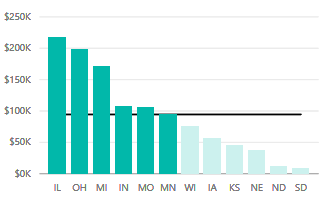 $250K
$200K
$150K
$100K
$50K
$0K
IL OH MI IN MO MN WI IA KS NE ND SD